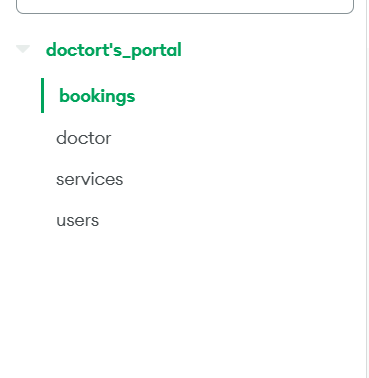 doctort's_portal
bookings
doctor
services
users